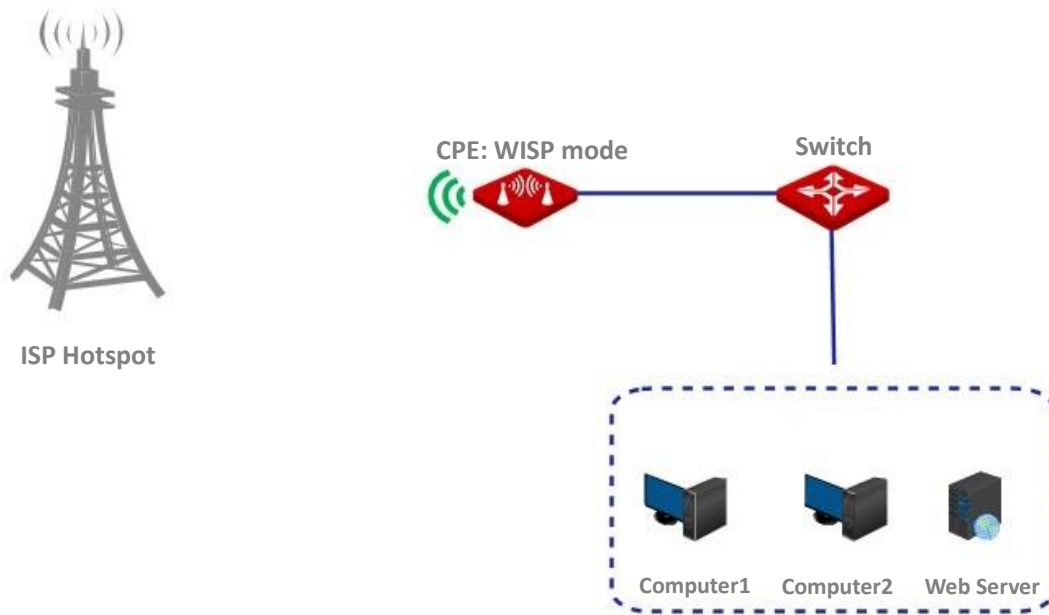 CPE: WISP mode
Switch
ISP Hotspot
Computer1
Computer2
Web Server